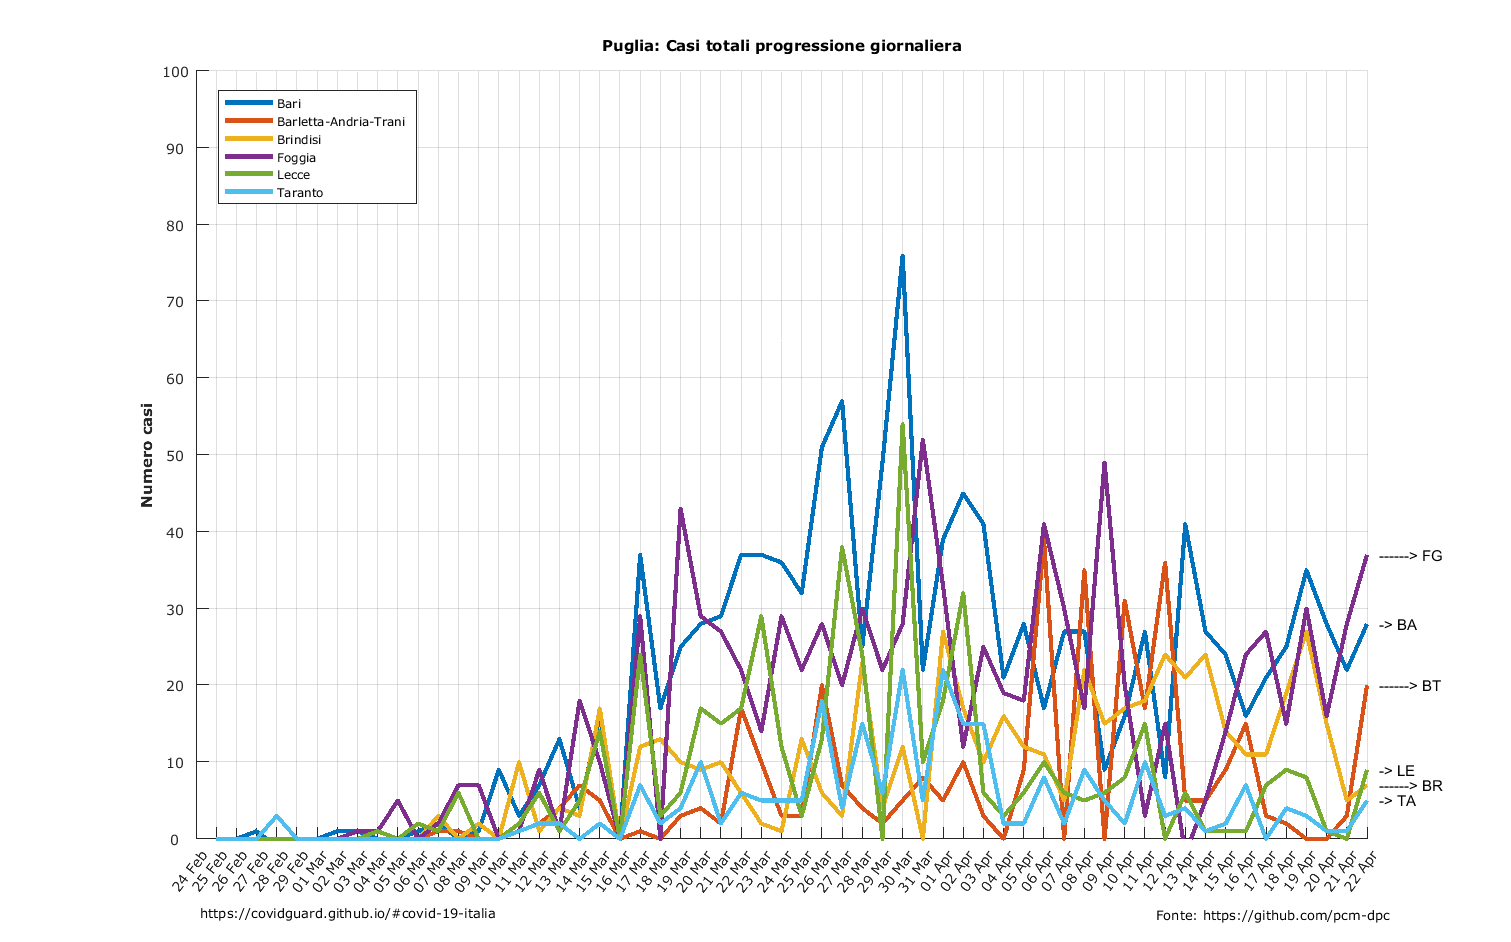 Puglia: Casi totali progressione giornaliera
100
90
80
70
60
50
40
30
20
10
0
Numero casi
Bari
Barletta-Andria-Trani
Brindisi
Foggia
Lecce
Taranto
------> FG
-> BA
------> BT
-> LE
------> BR
-> TA
24 Feb
25 Feb
26 Feb
27 Feb
28 Feb
29 Feb
01 Mar
02 Mar
03 Mar
04 Mar
05 Mar
06 Mar
07 Mar
08 Mar
09 Mar
10 Mar
11 Mar
12 Mar
13 Mar
14 Mar
15 Mar
16 Mar
17 Mar
18 Mar
19 Mar
20 Mar
21 Mar
22 Mar
23 Mar
24 Mar
25 Mar
26 Mar
27 Mar
28 Mar
29 Mar
30 Mar
31 Mar
01 Apr
02 Apr
03 Apr
04 Apr
05 Apr
06 Apr
07 Apr
08 Apr
09 Apr
10 Apr
11 Apr
12 Apr
13 Apr
14 Apr
15 Apr
16 Apr
17 Apr
18 Apr
19 Apr
20 Apr
21 Apr
22 Apr
https://covidguard.github.io/#covid-19-italia
Fonte: https://github.com/pcm-dpc